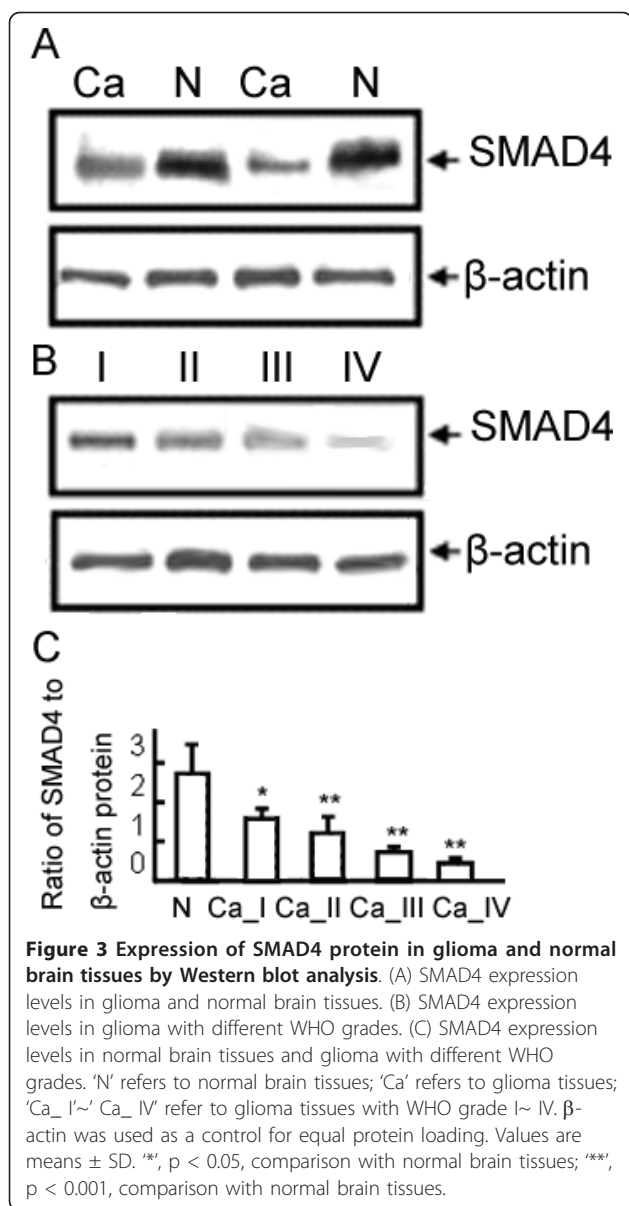 A
Ca N Ca N
SMAD4
β-actin
B
I II III IV
SMAD4
β-actin
C
Ratio of SMAD4 to
β-actin protein
3
2
1
0
* ** ** **
N Ca_I Ca_II Ca_III Ca_IV
Figure 3 Expression of SMAD4 protein in glioma and normal
brain tissues by Western blot analysis. (A) SMAD4 expression
levels in glioma and normal brain tissues. (B) SMAD4 expression
levels in glioma with different WHO grades. (C) SMAD4 expression
levels in normal brain tissues and glioma with different WHO
grades. ‘N’ refers to normal brain tissues; ‘Ca’ refers to glioma tissues;
‘Ca_ I’~’ Ca_ IV’ refer to glioma tissues with WHO grade I~ IV. β-
actin was used as a control for equal protein loading. Values are
means ± SD. ‘*’, p < 0.05, comparison with normal brain tissues; ‘**’,
p < 0.001, comparison with normal brain tissues.